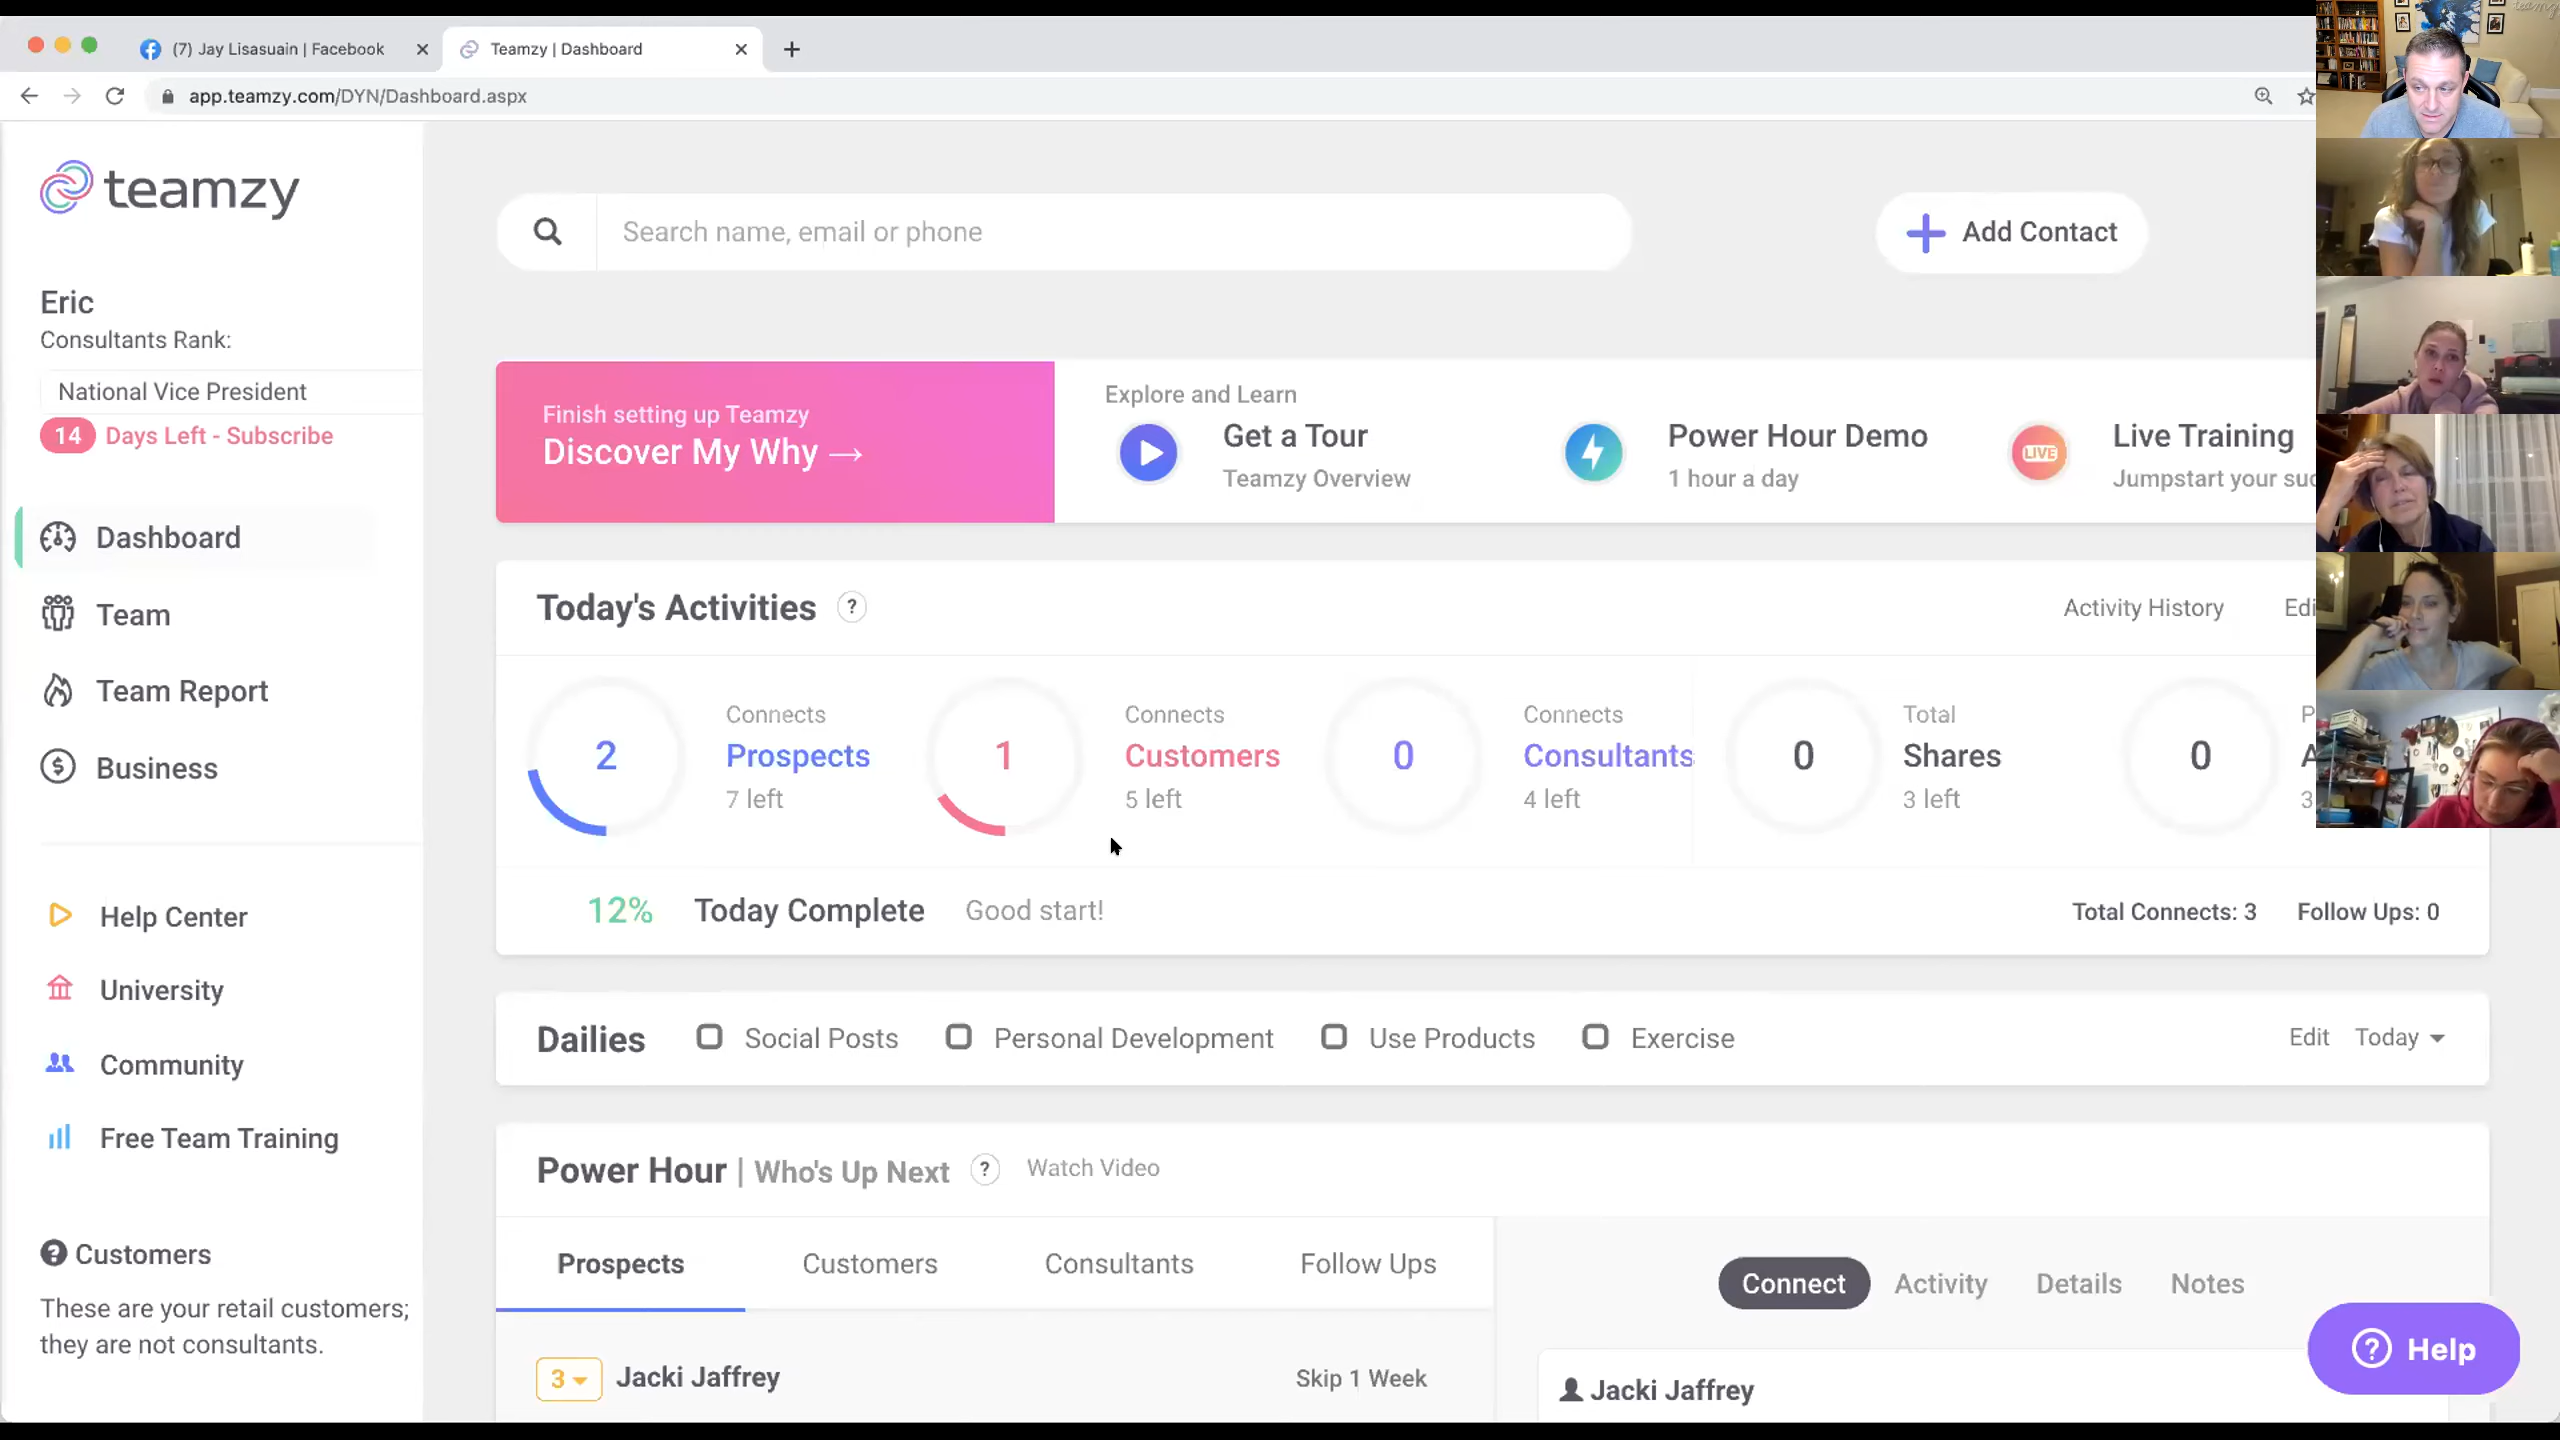 (7) Jay Lisasuain | Facebook
Teamzy | Dashboard
app.teamzy.com/DYN/Dashboard.aspx
teamzy
Eric
Consultants Rank:
National Vice President
14 Days Left - Subscribe
Dashboard
Team
Team Report
Business
Help Center
University
Community
Free Team Training
Customers
These are your retail customers;
they are not consultants.
Search name, email or phone
Add Contact
Finish setting up Teamzy
Discover My Why →
Explore and Learn
Get a Tour
Teamzy Overview
Power Hour Demo
1 hour a day
LIVE
Live Training
Jumpstart your suc
Today's Activities ?
Activity History
Edi
2
Connects
Prospects
7 left
1
Connects
Customers
5 left
0
Connects
Consultants
4 left
0
Total
Shares
3 left
0
P
A
3
12% Today Complete Good start!
Total Connects: 3 Follow Ups: 0
Dailies Social Posts Personal Development Use Products Exercise Edit Today
Power Hour | Who's Up Next ? Watch Video
Prospects Customers Consultants Follow Ups
3 Jacki Jaffrey Skip 1 Week
Connect Activity Details Notes
Jacki Jaffrey
? Help